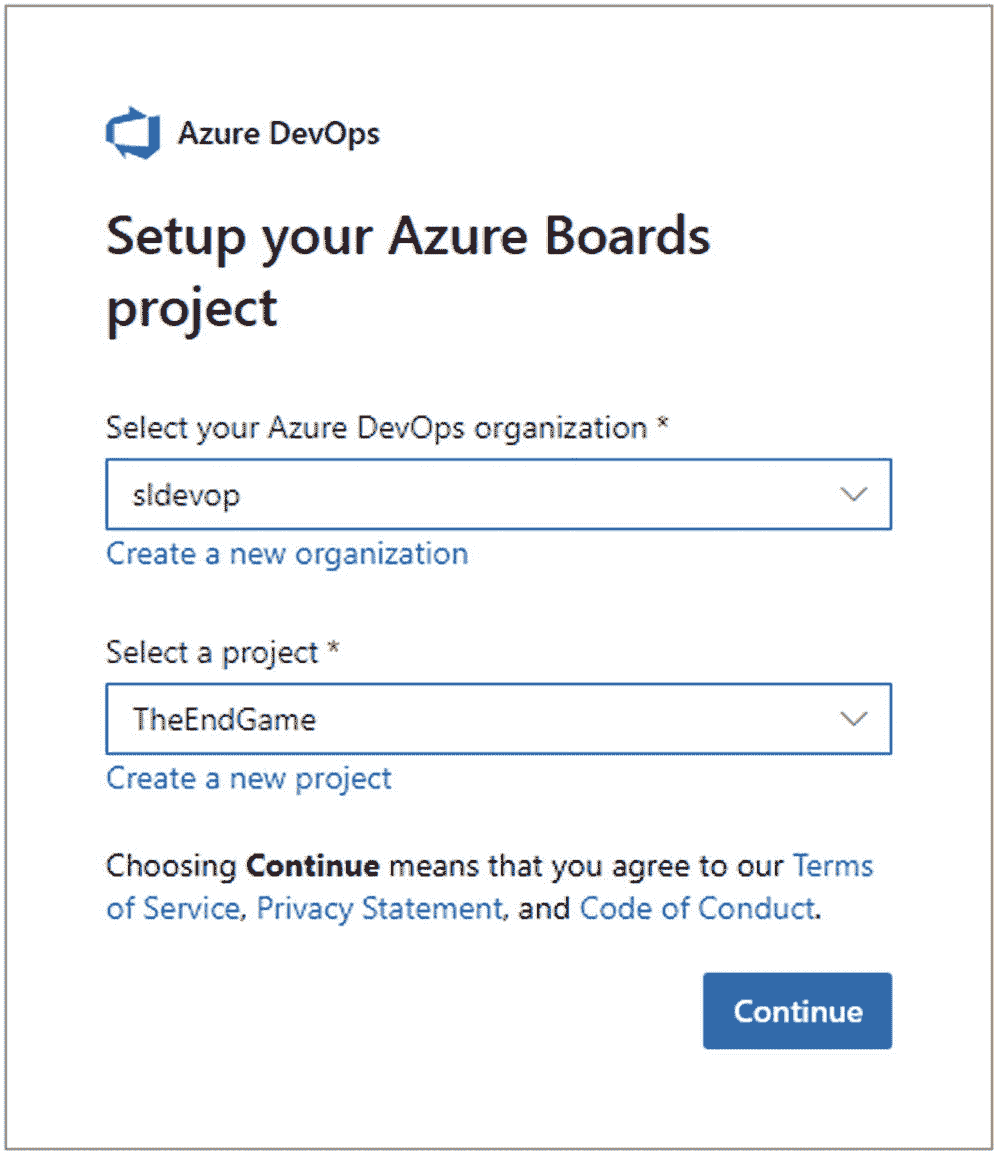 Azure DevOps
Setup your Azure Boards
project
Select your Azure DevOps organization *
sldevop
Create a new organization
Select a project *
TheEndGame
Create a new project
Choosing Continue means that you agree to our Terms
of Service, Privacy Statement, and Code of Conduct.
Continue